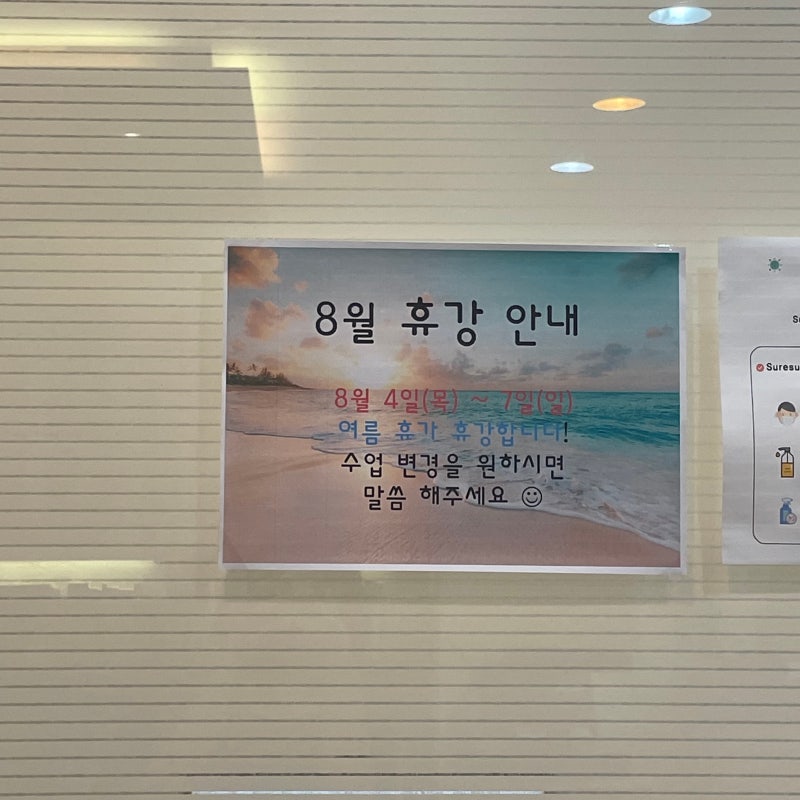 8월 휴강 안내
8월 4일(목) ~ 7일(일)
여름 휴가 휴강합니다!
수업 변경을 원하시면
말씀 해주세요 ☺